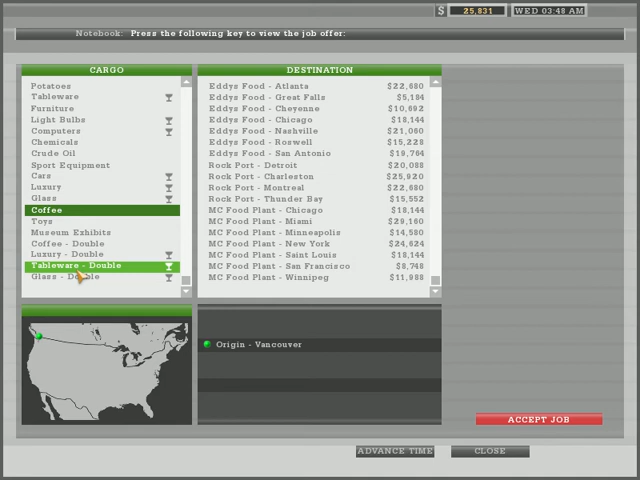 $ 25,831 WED 03:48 AM
Notebook: Press the following key to view the job offer:
CARGO
Potatoes
Tableware
Furniture
Light Bulbs
Computers
Chemicals
Crude Oil
Sport Equipment
Cars
Luxury
Glass
Coffee
Toys
Museum Exhibits
Coffee - Double
Luxury - Double
Tableware - Double
Glass - Double
DESTINATION
Eddys Food - Atlanta $22,680
Eddys Food - Great Falls $5,184
Eddys Food - Cheyenne $10,692
Eddys Food - Chicago $18,144
Eddys Food - Nashville $21,060
Eddys Food - Roswell $15,228
Eddys Food - San Antonio $19,764
Rock Port - Detroit $20,088
Rock Port - Charleston $25,920
Rock Port - Montreal $22,680
Rock Port - Thunder Bay $15,552
MC Food Plant - Chicago $18,144
MC Food Plant - Miami $29,160
MC Food Plant - Minneapolis $14,580
MC Food Plant - New York $24,624
MC Food Plant - Saint Louis $18,144
MC Food Plant - San Francisco $8,748
MC Food Plant - Winnipeg $11,988
Origin - Vancouver
ACCEPT JOB
ADVANCE TIME CLOSE